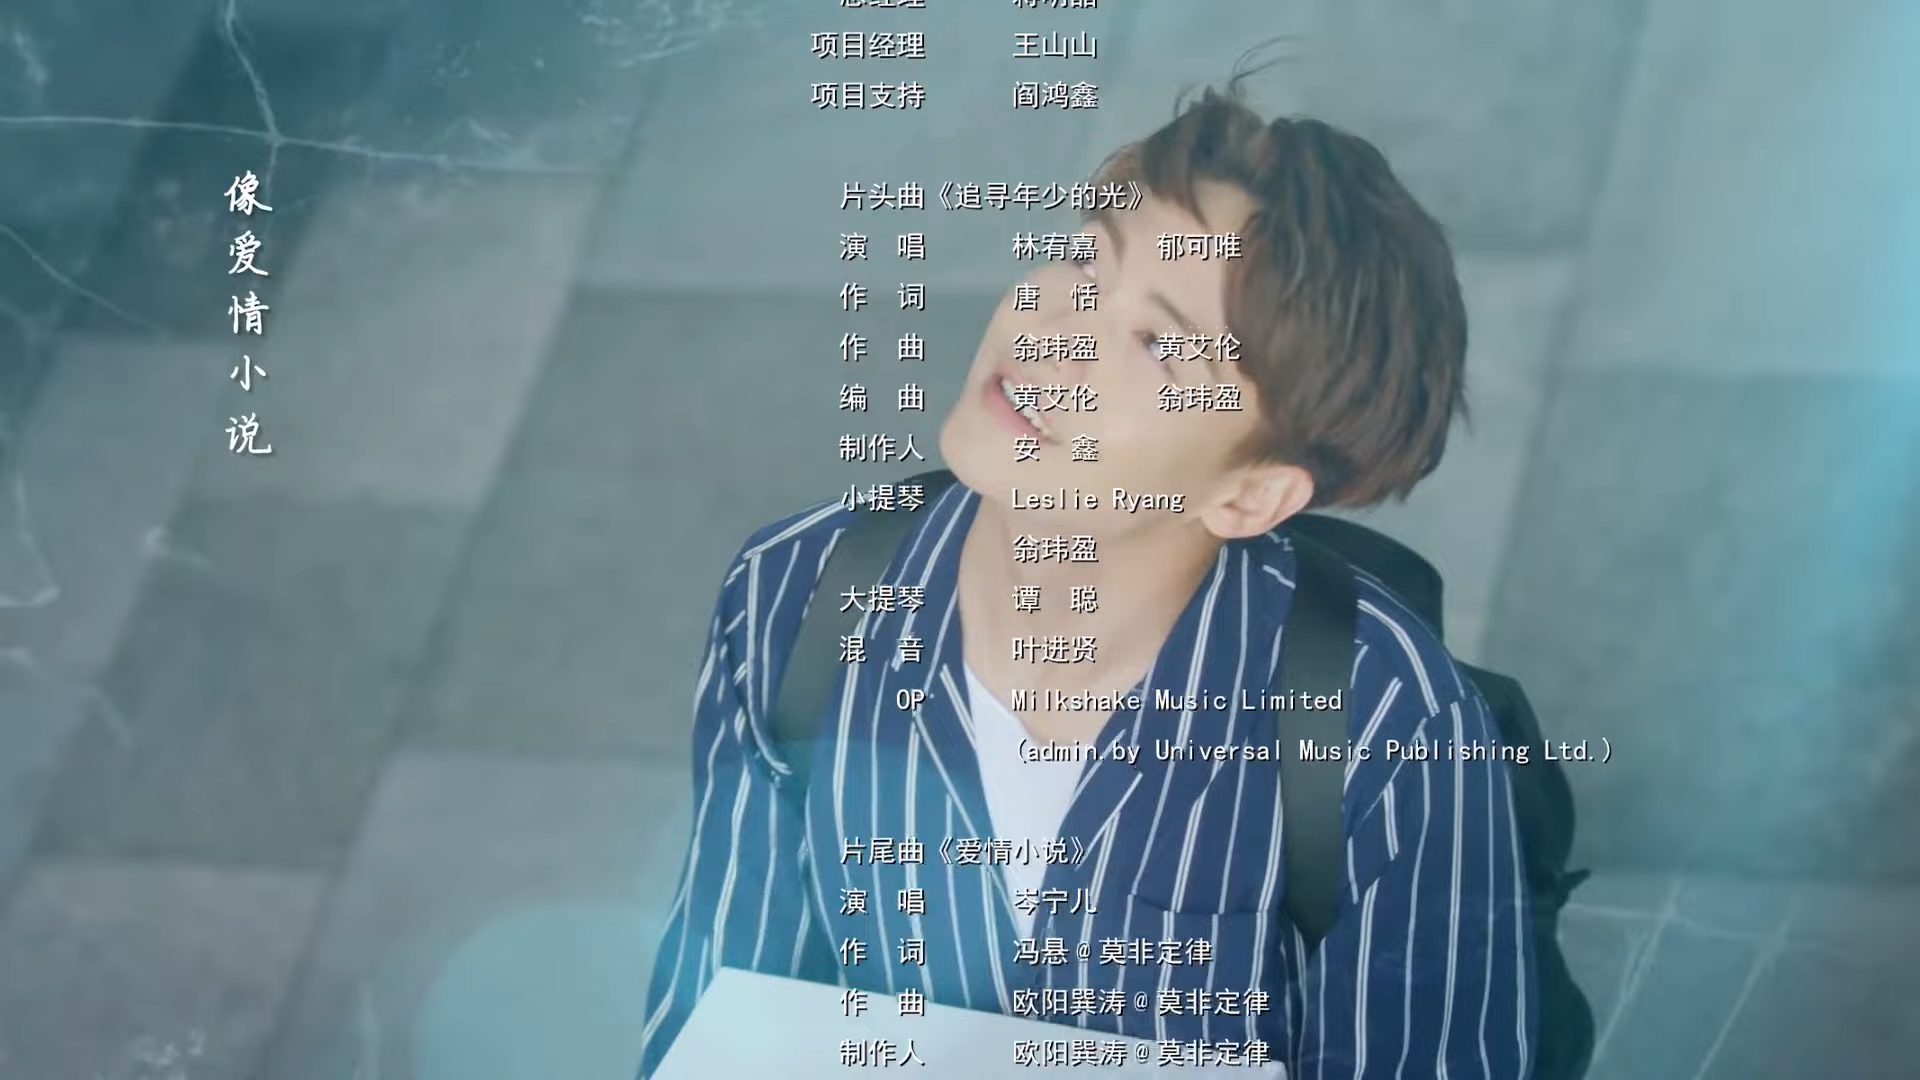 项目经理 王山山
项目支持 阎鸿鑫
像爱情小说
片头曲《追寻年少的光》
演 唱 林宥嘉 郁可唯
作 词 唐 恬
作 曲 翁玮盈 黄艾伦
编 曲 黄艾伦 翁玮盈
制作人 安 鑫
小提琴 Leslie Ryang
翁玮盈
大提琴 谭 聪
混 音 叶进贤
OP Milkshake Music Limited
(admin.by Universal Music Publishing Ltd.)
片尾曲《爱情小说》
演 唱 岑宁儿
作 词 冯悬@莫非定律
作 曲 欧阳巽涛@莫非定律
制作人 欧阳巽涛@莫非定律